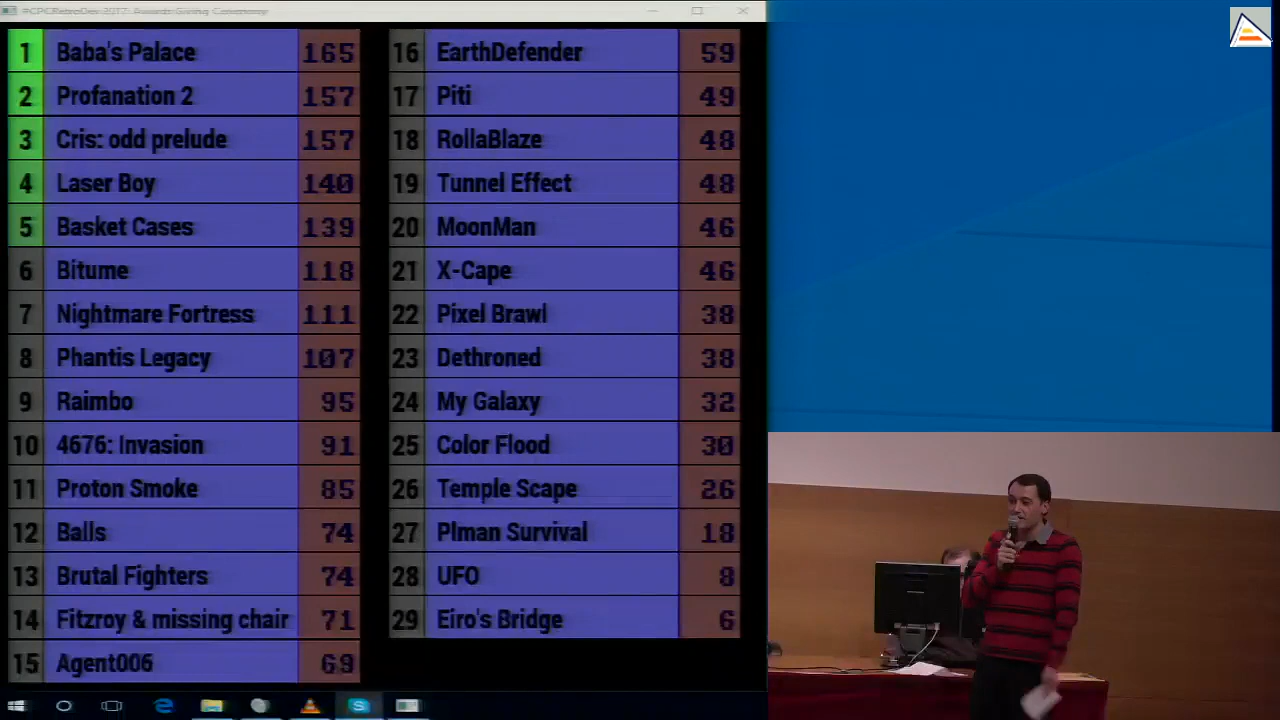 #CPCRetroDev 2017: Awards Giving Ceremony
1 Baba's Palace 165
2 Profanation 2 157
3 Cris: odd prelude 157
4 Laser Boy 140
5 Basket Cases 139
6 Bitume 118
7 Nightmare Fortress 111
8 Phantis Legacy 107
9 Raimbo 95
10 4676: Invasion 91
11 Proton Smoke 85
12 Balls 74
13 Brutal Fighters 74
14 Fitzroy & missing chair 71
15 Agent006 69
16 EarthDefender 59
17 Piti 49
18 RollaBlaze 48
19 Tunnel Effect 48
20 MoonMan 46
21 X-Cape 46
22 Pixel Brawl 38
23 Dethroned 38
24 My Galaxy 32
25 Color Flood 30
26 Temple Scape 26
27 Plman Survival 18
28 UFO 8
29 Eiro's Bridge 6